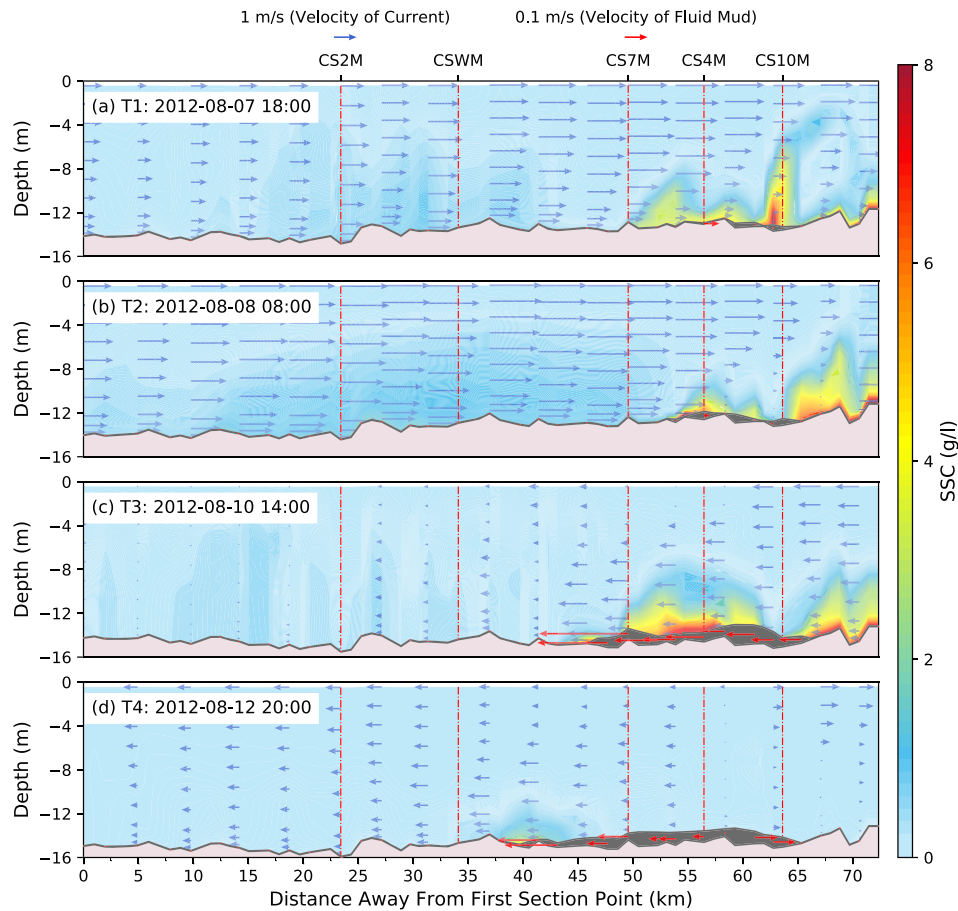 1 m/s (Velocity of Current)
0.1 m/s (Velocity of Fluid Mud)
CS2M
CSWM
CS7M
CS4M
CS10M
(a) T1: 2012-08-07 18:00
0
−4
−8
−12
−16
Depth (m)
(b) T2: 2012-08-08 08:00
0
−4
−8
−12
−16
Depth (m)
(c) T3: 2012-08-10 14:00
0
−4
−8
−12
−16
Depth (m)
(d) T4: 2012-08-12 20:00
0
−4
−8
−12
−16
Depth (m)
0 5 10 15 20 25 30 35 40 45 50 55 60 65 70
Distance Away From First Section Point (km)
8
6
4
2
0
SSC (g/l)